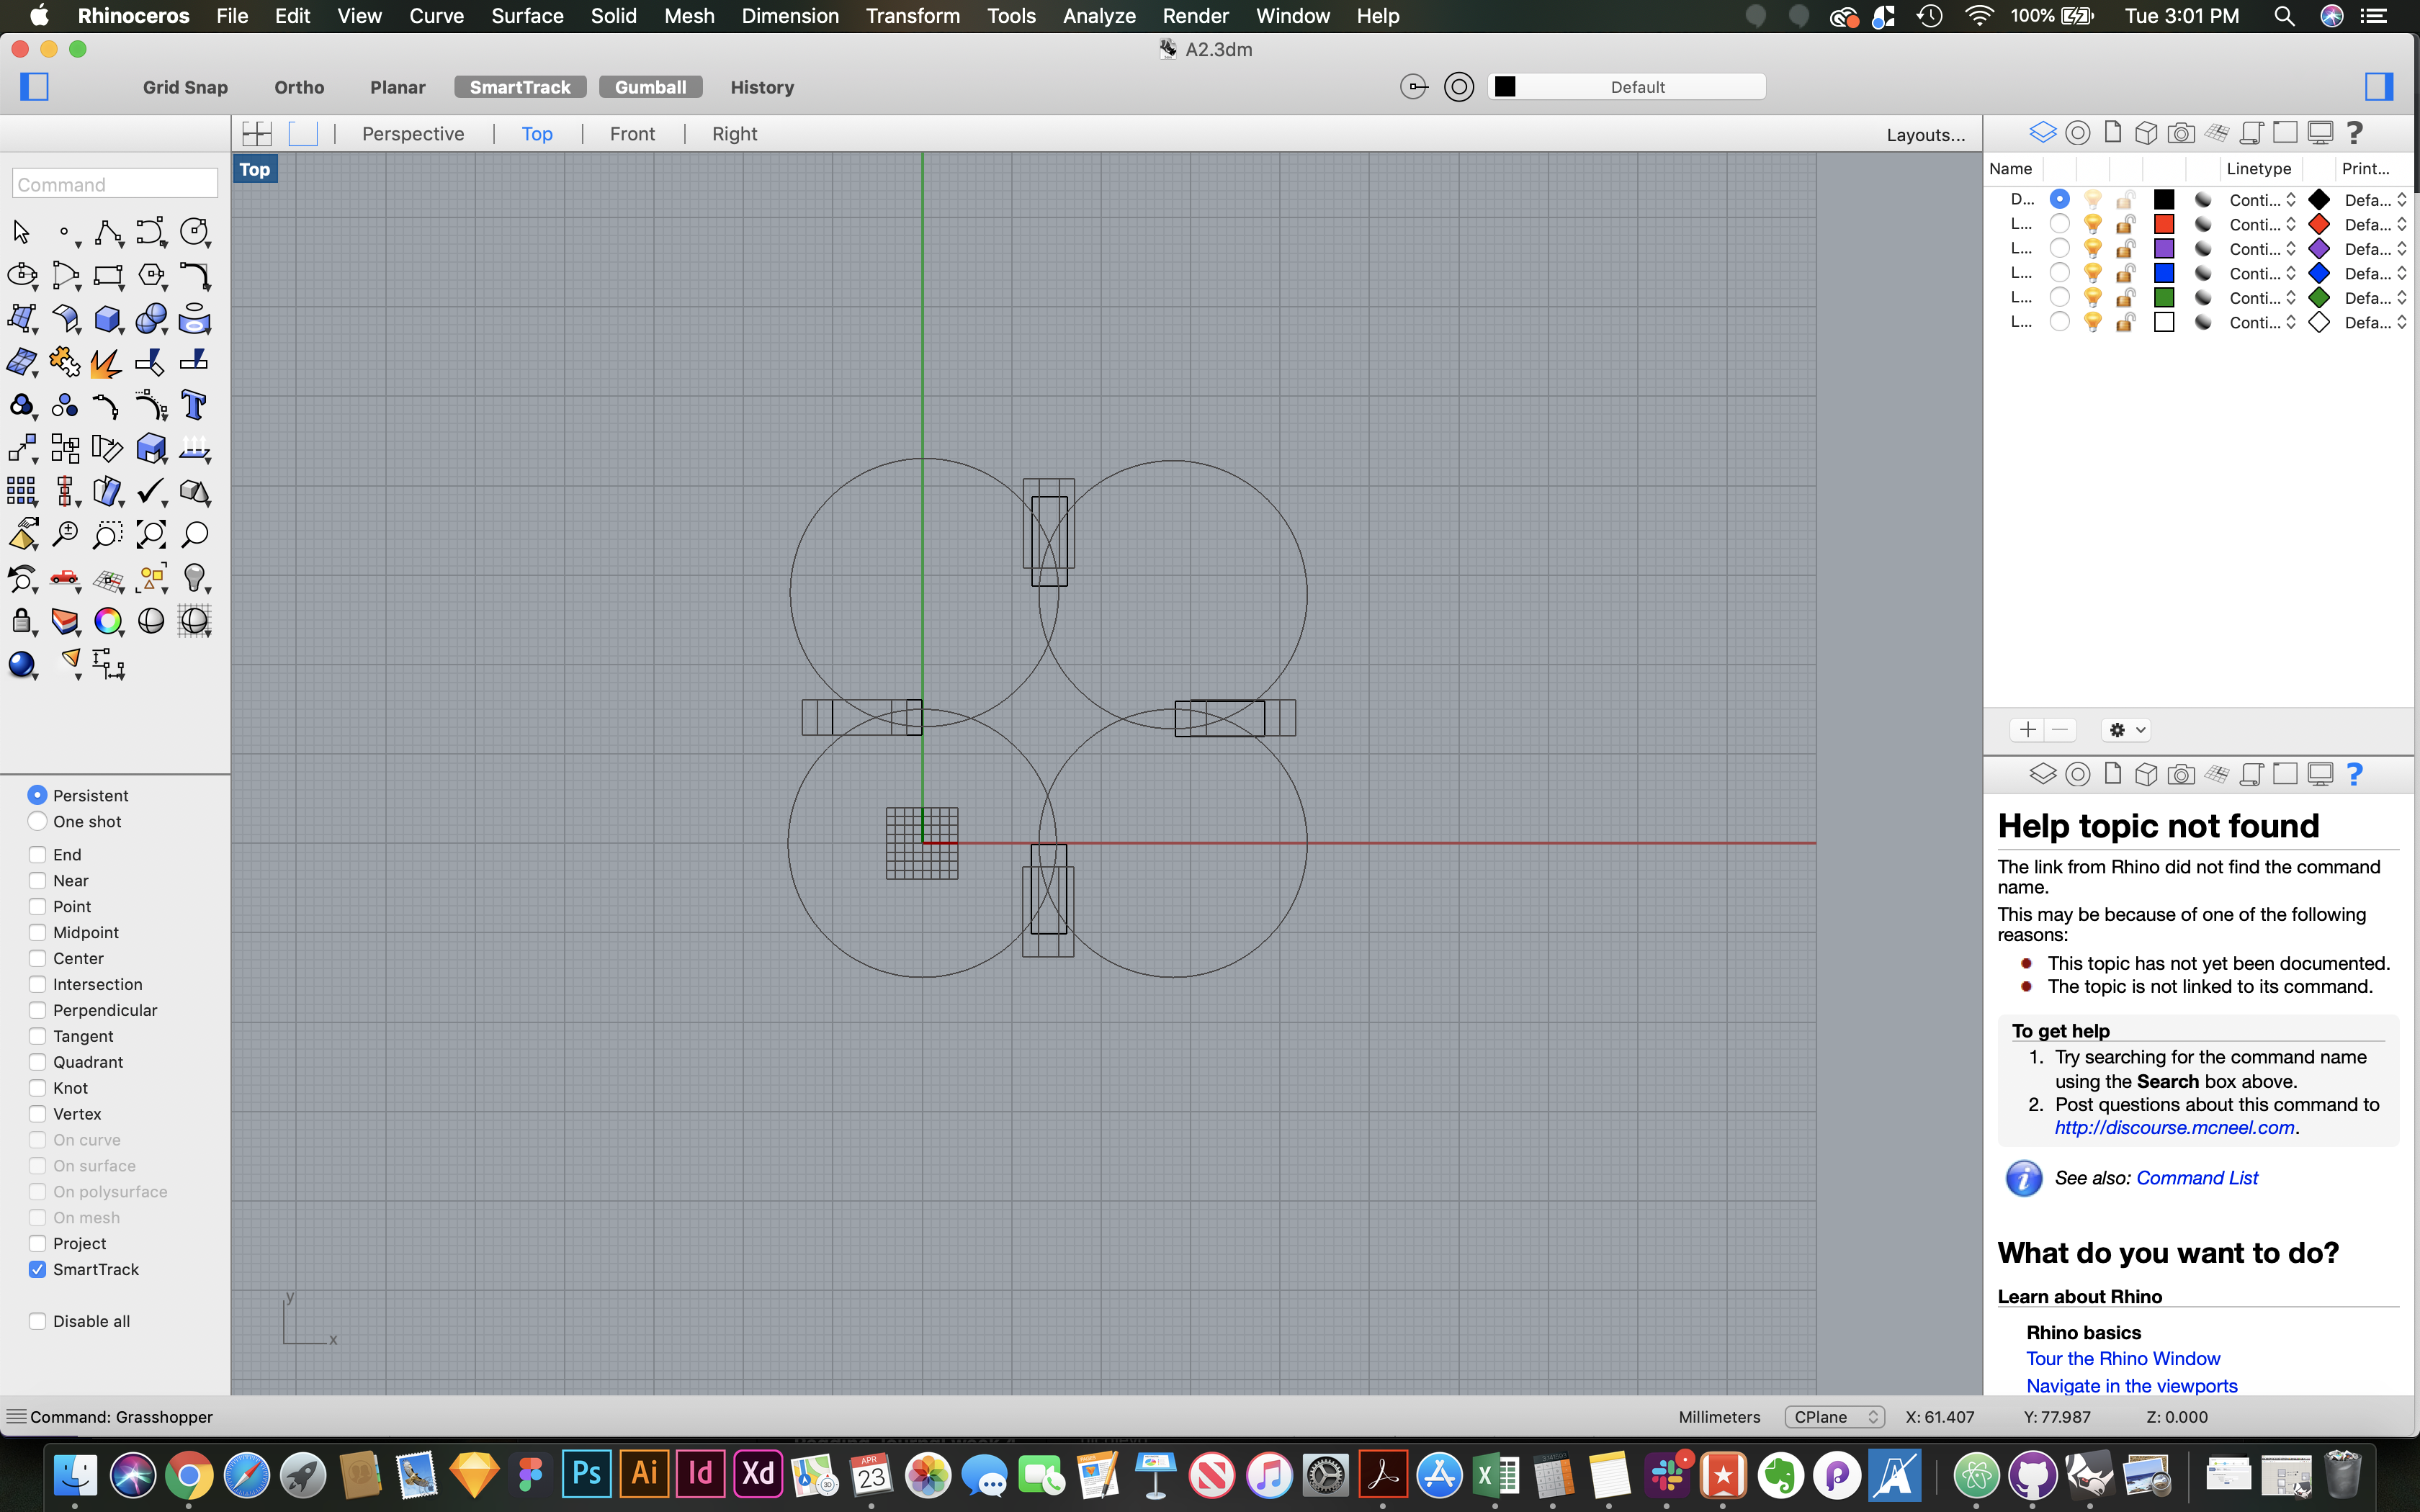 Rhinoceros File Edit View Curve Surface Solid Mesh Dimension Transform Tools Analyze Render Window Help 100% Tue 3:01 PM
A2.3dm
Grid Snap Ortho Planar SmartTrack Gumball History Default
Perspective Top Front Right Layouts...
Top
Command
Name Linetype Print...
D... Conti... Defa...
L... Conti... Defa...
L... Conti... Defa...
L... Conti... Defa...
L... Conti... Defa...
L... Conti... Defa...
Persistent
One shot
End
Near
Point
Midpoint
Center
Intersection
Perpendicular
Tangent
Quadrant
Knot
Vertex
On curve
On surface
On polysurface
On mesh
Project
SmartTrack
Disable all
y
x
Help topic not found
The link from Rhino did not find the command
name.
This may be because of one of the following
reasons:
This topic has not yet been documented.
The topic is not linked to its command.
To get help
1. Try searching for the command name
using the Search box above.
2. Post questions about this command to
http://discourse.mcneel.com.
See also: Command List
What do you want to do?
Learn about Rhino
Rhino basics
Tour the Rhino Window
Navigate in the viewports
Command: Grasshopper Millimeters CPlane X: 61.407 Y: 77.987 Z: 0.000
Ps Ai Id Xd APR 23